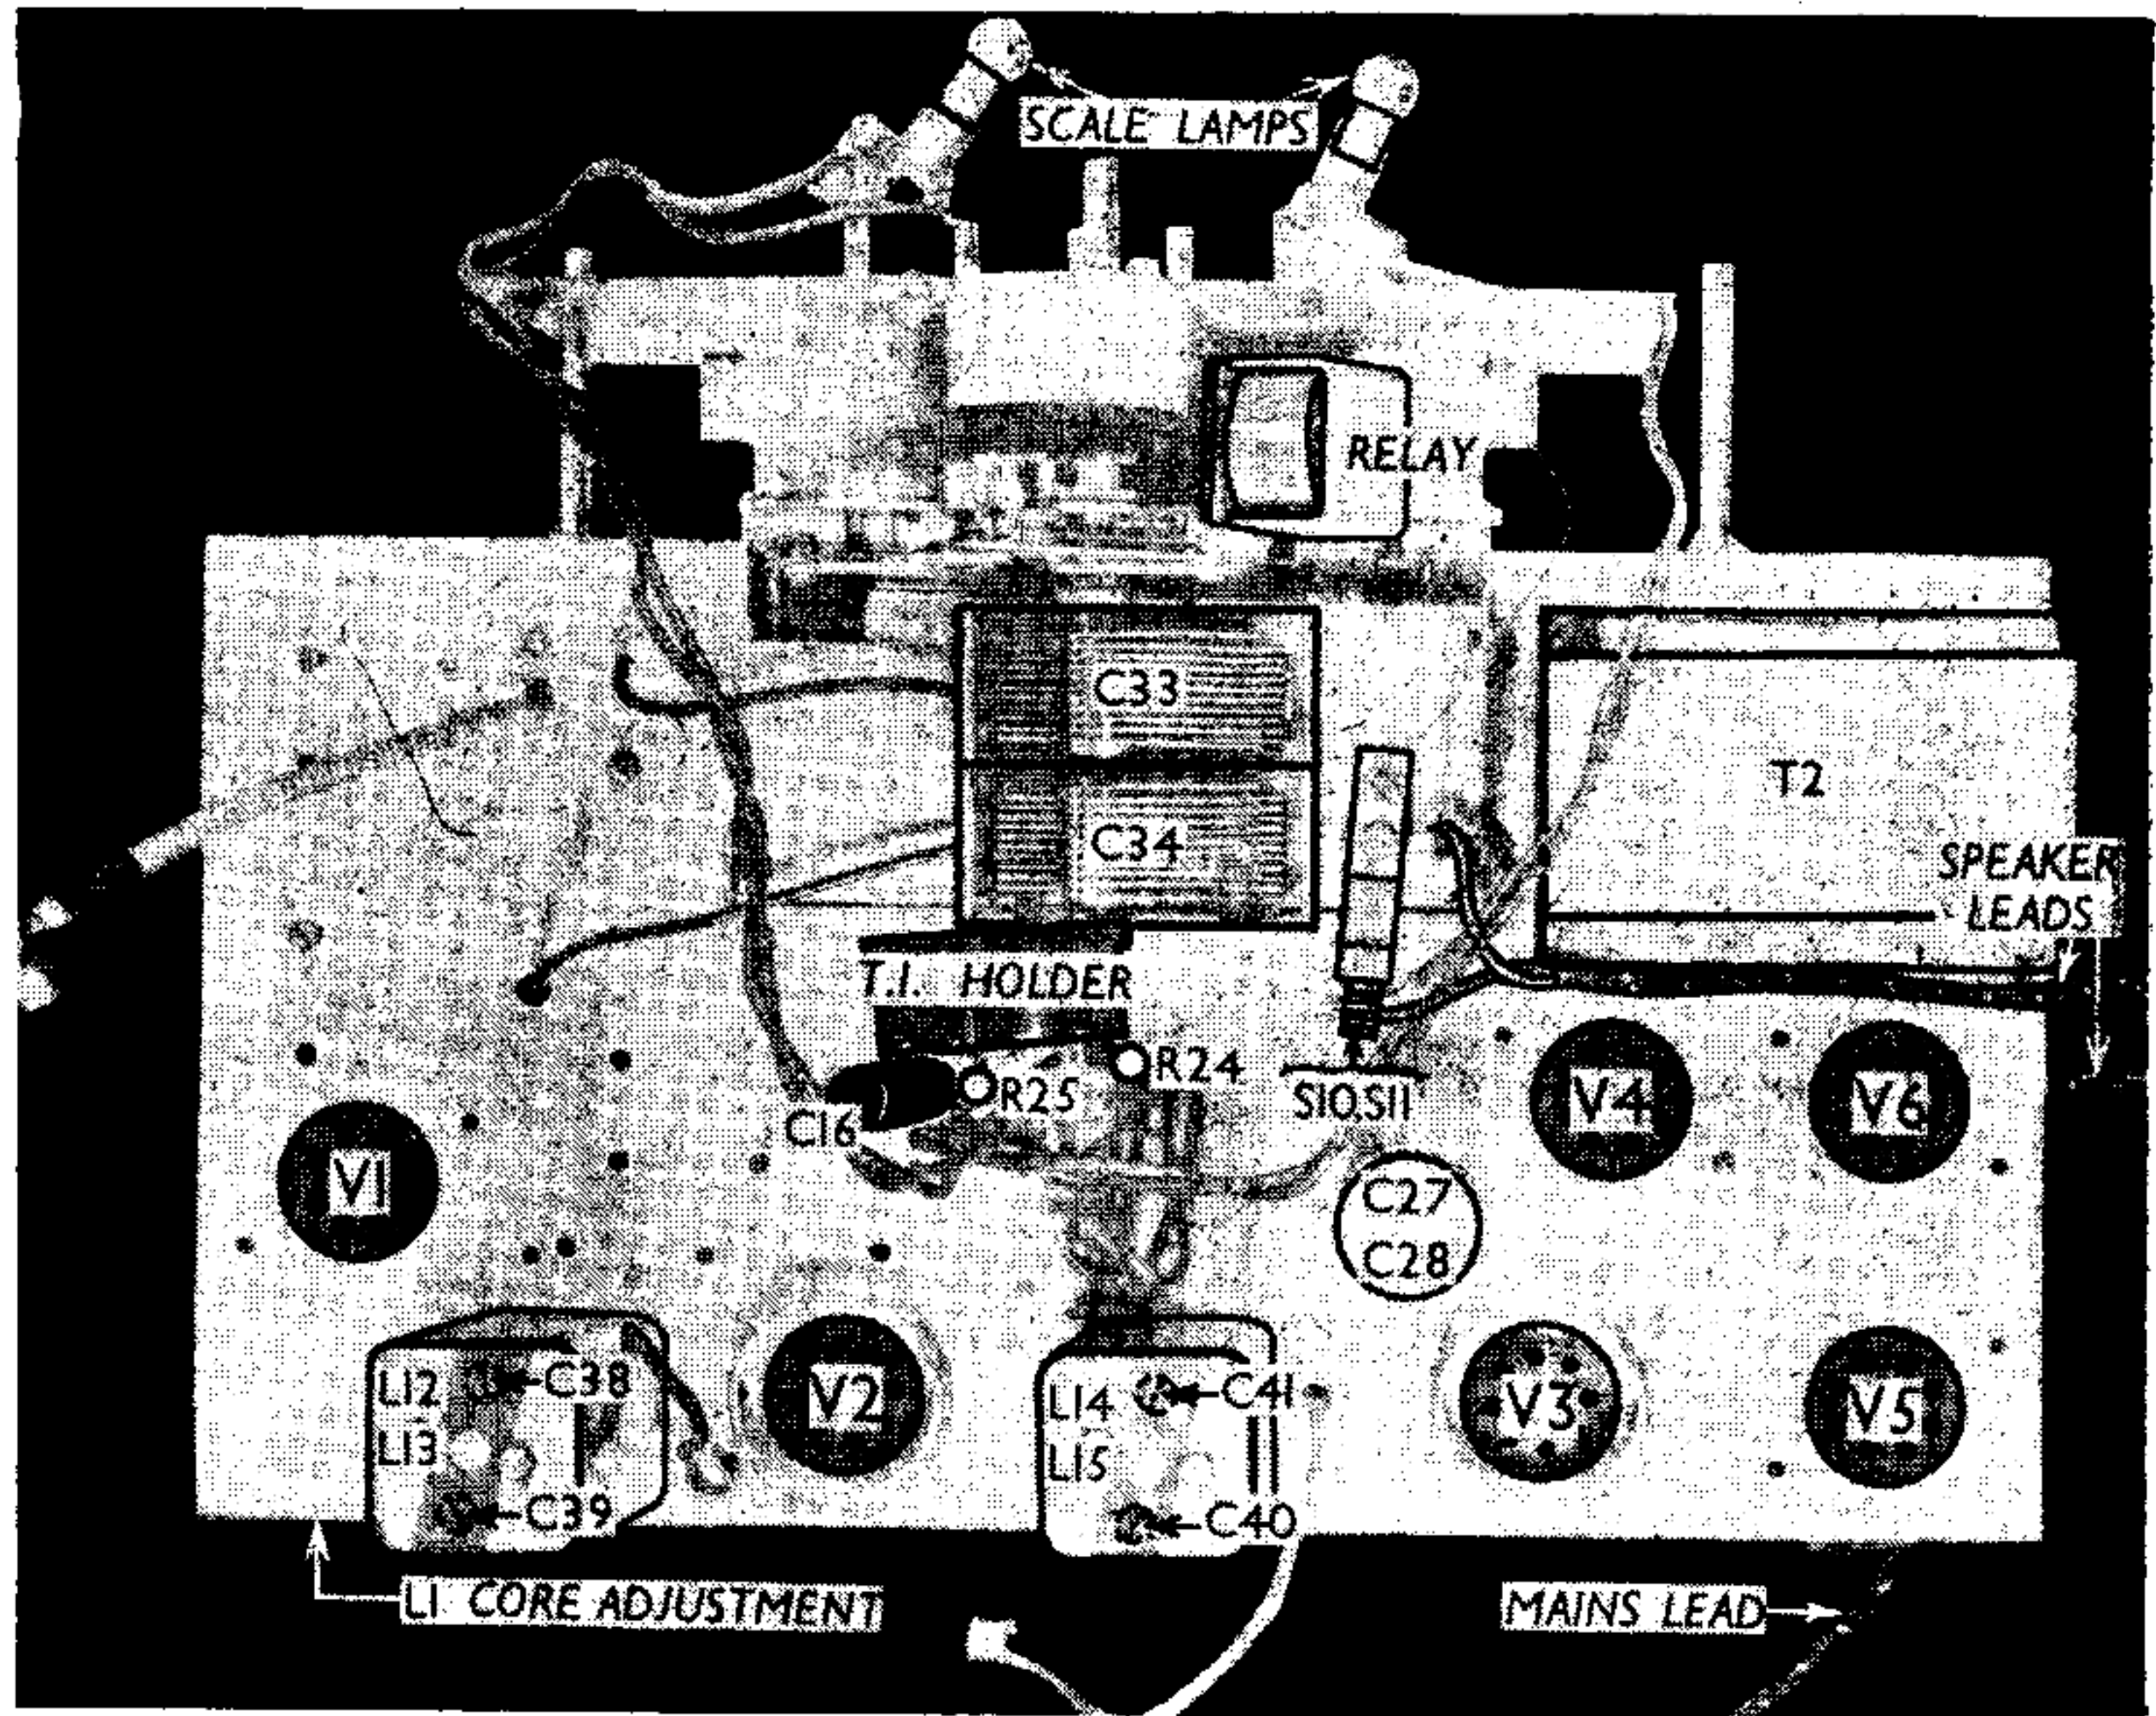 SCALE LAMPS
RELAY
C33
T2
C34
SPEAKER
LEADS
T.I. HOLDER
R24
R25
S10,S11
V4
V6
C16
V1
C27
C28
L12
C38
V2
L14
C41
V3
V5
L13
L15
C39
C40
L1 CORE ADJUSTMENT
MAINS LEAD